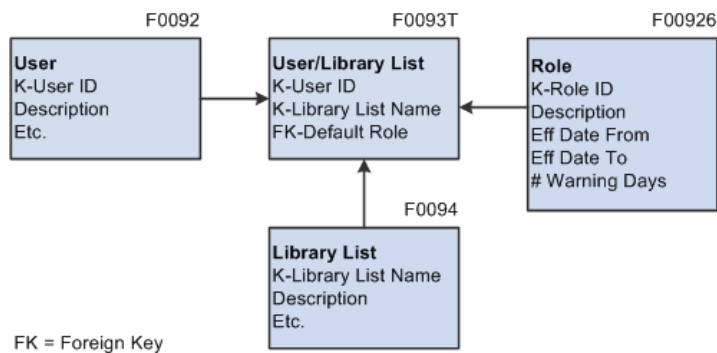 F0092
User
K-User ID
Description
Etc.
F0093T
User/Library List
K-User ID
K-Library List Name
FK-Default Role
F00926
Role
K-Role ID
Description
Eff Date From
Eff Date To
# Warning Days
F0094
Library List
K-Library List Name
Description
Etc.
FK = Foreign Key